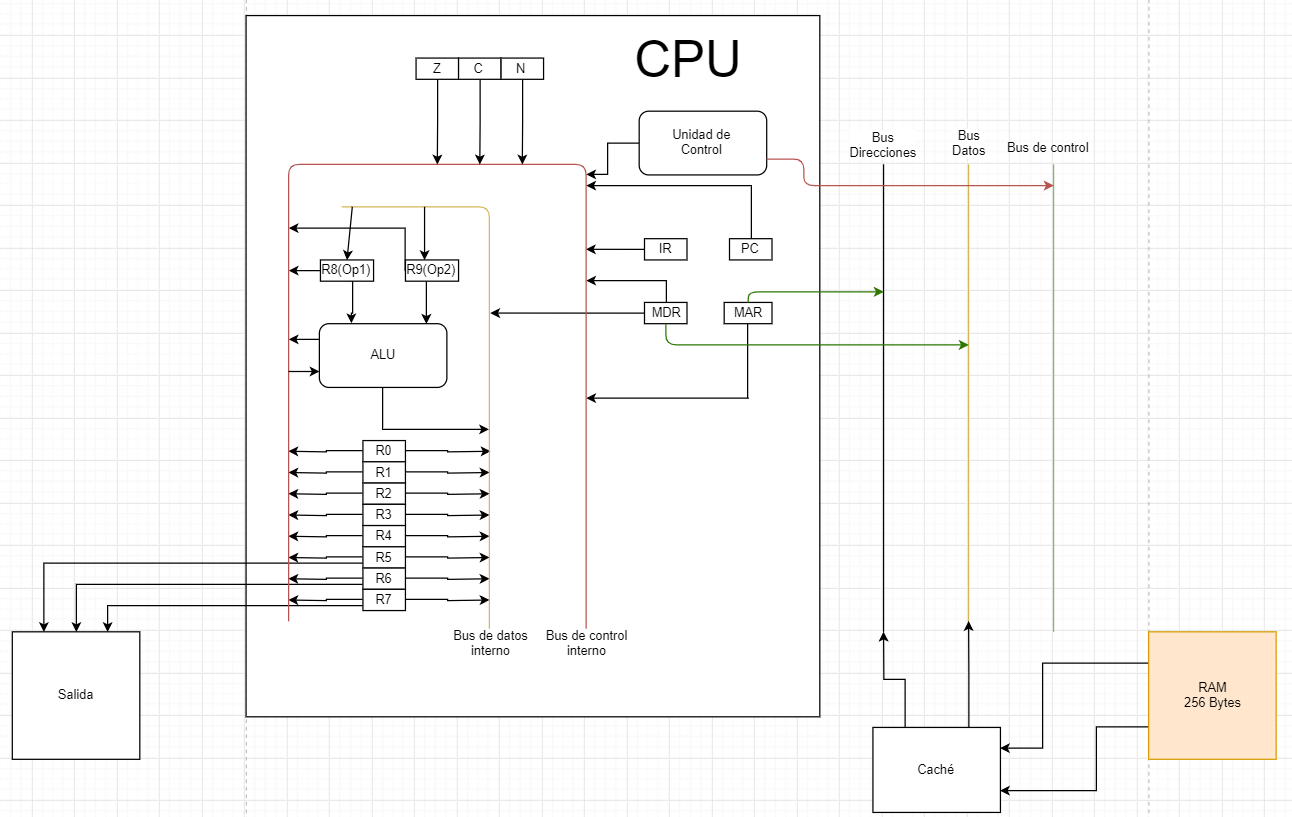 CPU
Z
C
N
Unidad de
Control
Bus
Direcciones
Bus
Datos
Bus de control
IR
PC
R8(Op1)
R9(Op2)
MDR
MAR
ALU
R0
R1
R2
R3
R4
R5
R6
R7
Bus de datos
interno
Bus de control
interno
Salida
RAM
256 Bytes
Caché